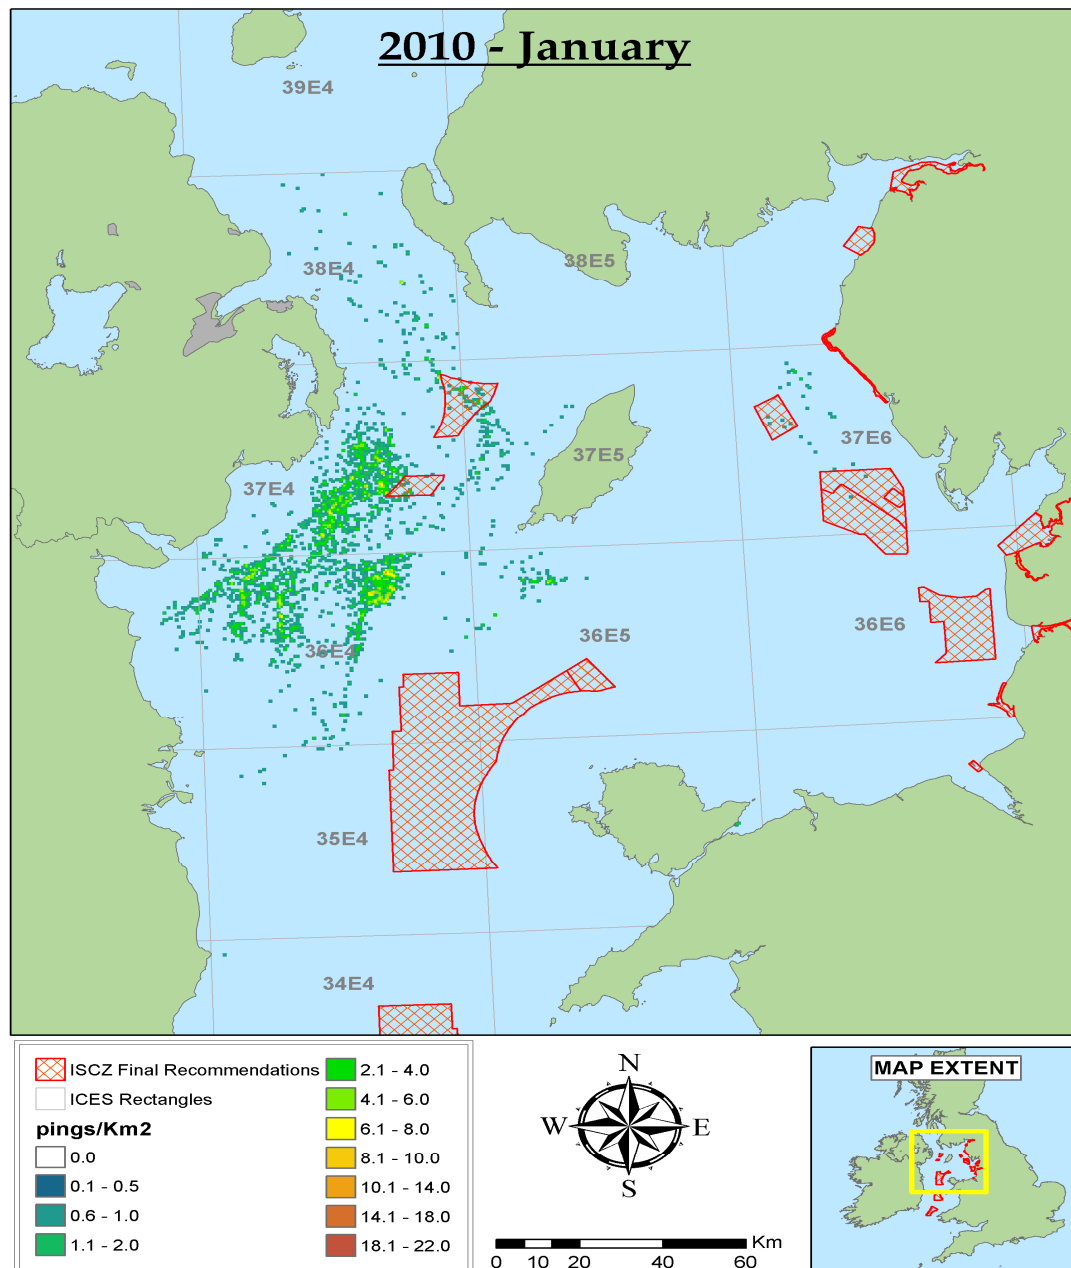 2010 - January
39E4
38E4
38E5
37E4
37E5
37E6
36E4
36E5
36E6
35E4
34E4
ISCZ Final Recommendations
ICES Rectangles
pings/Km2
0.0
0.1 - 0.5
0.6 - 1.0
1.1 - 2.0
2.1 - 4.0
4.1 - 6.0
6.1 - 8.0
8.1 - 10.0
10.1 - 14.0
14.1 - 18.0
18.1 - 22.0
N
W
E
S
Km
0 10 20 40 60
MAP EXTENT